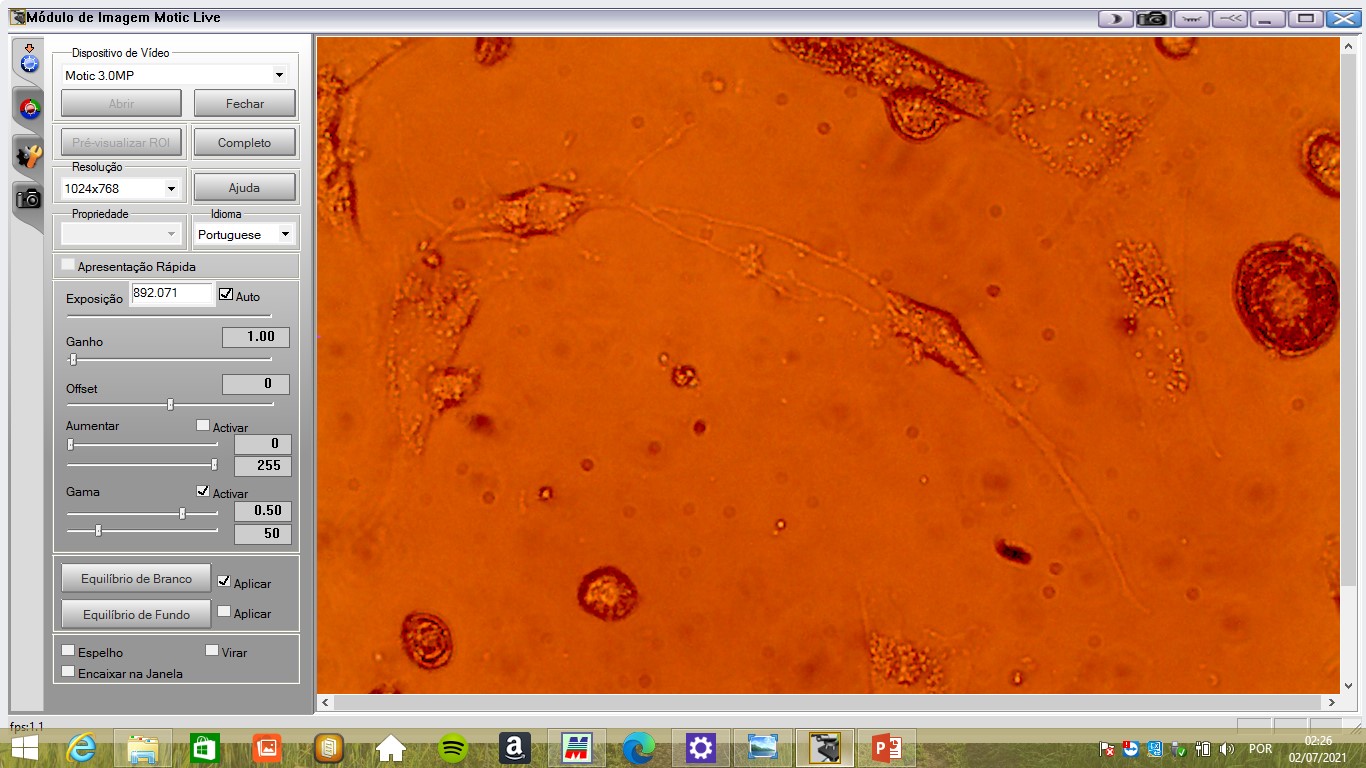 Módulo de Imagem Motic Live
Dispositivo de Vídeo
Motic 3.0MP
Abrir
Fechar
Pré-visualizar ROI
Completo
Resolução
1024x768
Ajuda
Propriedade
Idioma
Portuguese
Apresentação Rápida
Exposição
892.071
Auto
Ganho
1.00
Offset
0
Aumentar
Activar
0
255
Gama
Activar
0.50
50
Equilíbrio de Branco
Aplicar
Equilíbrio de Fundo
Aplicar
Espelho
Virar
Encaixar na Janela
fps:1.1
POR
02:26
02/07/2021